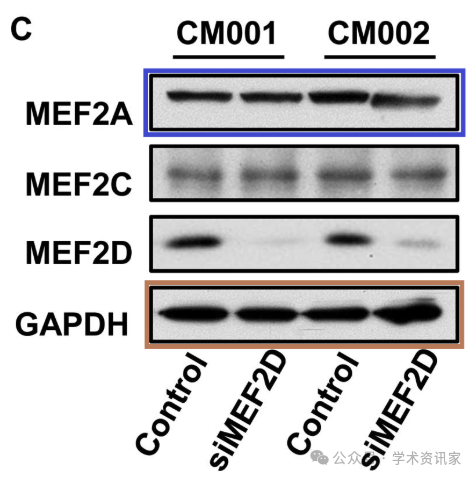 C
CM001 CM002
MEF2A
MEF2C
MEF2D
GAPDH
Control siMEF2D Control siMEF2D
公众号 · 学术资讯家